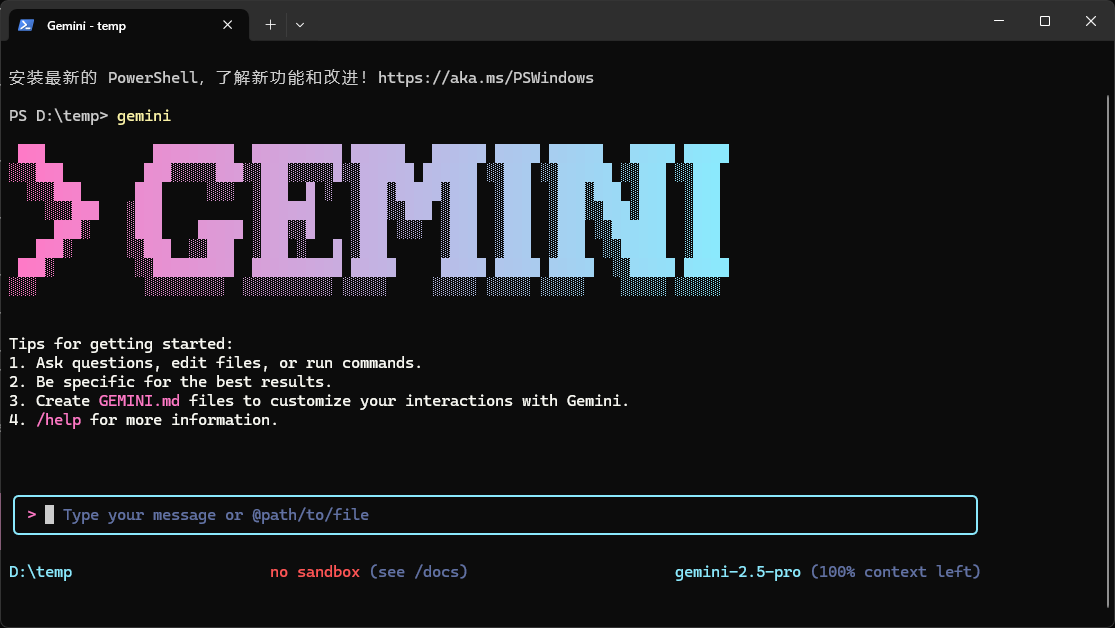 Gemini - temp
安装最新的 PowerShell，了解新功能和改进！https://aka.ms/PSWindows
PS D:\temp> gemini
> GEMINI
Tips for getting started:
1. Ask questions, edit files, or run commands.
2. Be specific for the best results.
3. Create GEMINI.md files to customize your interactions with Gemini.
4. /help for more information.
> Type your message or @path/to/file
D:\temp no sandbox (see /docs) gemini-2.5-pro (100% context left)